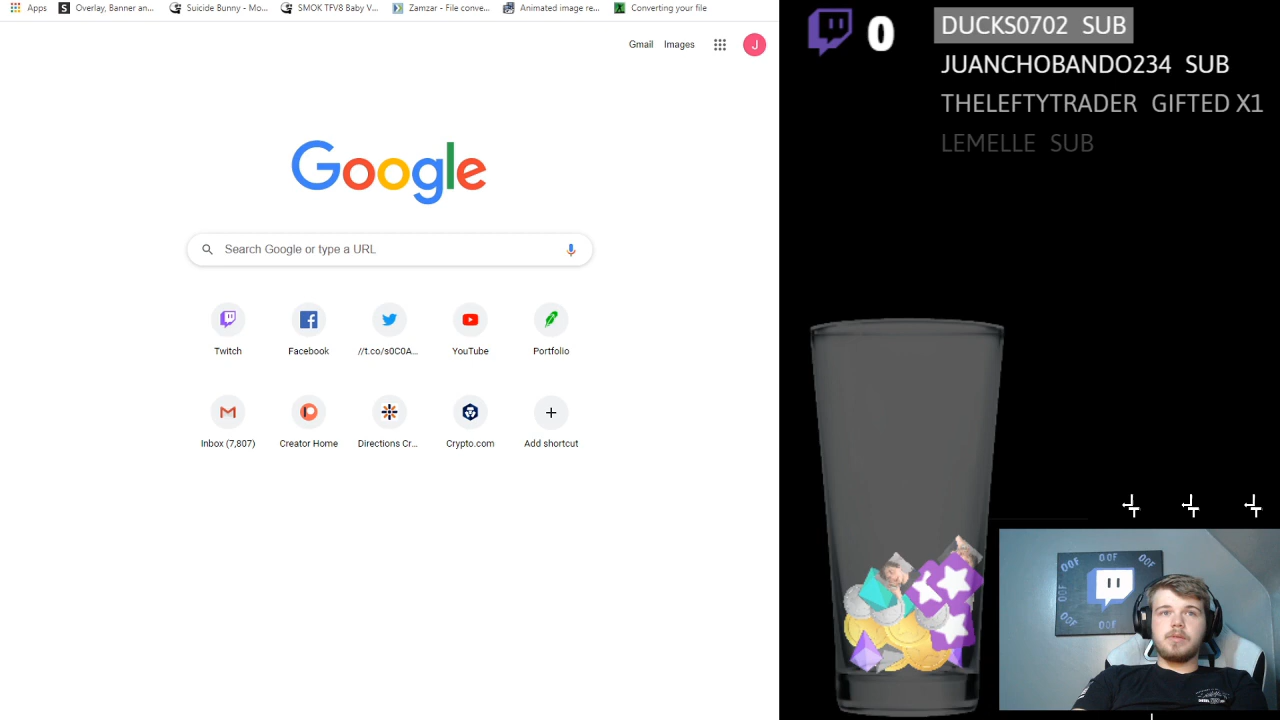 Apps Overlay, Banner an... Suicide Bunny - Mo... SMOK TFV8 Baby V... Zamzar - File conve... Animated image re... Converting your file
Gmail Images J
Google
Search Google or type a URL
Twitch Facebook //t.co/s0C0A... YouTube Portfolio
Inbox (7,807) Creator Home Directions Cr... Crypto.com Add shortcut
0
DUCKS0702 SUB
JUANCHOBANDO234 SUB
THELEFTYTRADER GIFTED X1
LEMELLE SUB
OOF OOF OOF
OOF
OOF OOF